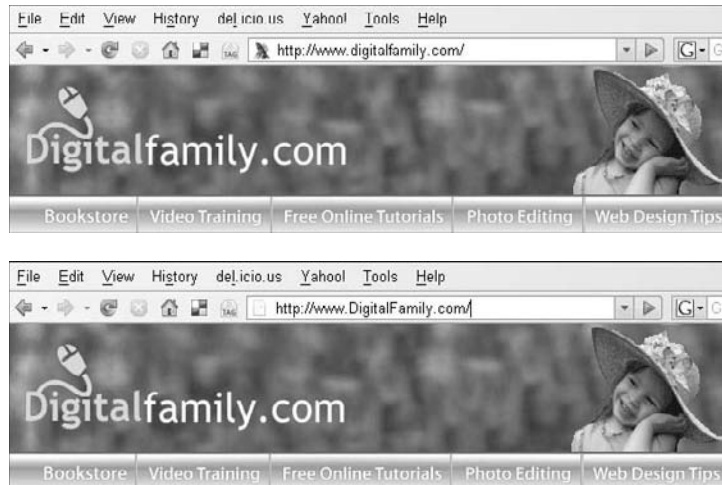 File Edit View History del.icio.us Yahoo! Tools Help
TAG http://www.digitalfamily.com/ G
Digitalfamily.com
Bookstore Video Training Free Online Tutorials Photo Editing Web Design Tips
File Edit View History del.icio.us Yahoo! Tools Help
TAG http://www.DigitalFamily.com/ G
Digitalfamily.com
Bookstore Video Training Free Online Tutorials Photo Editing Web Design Tips